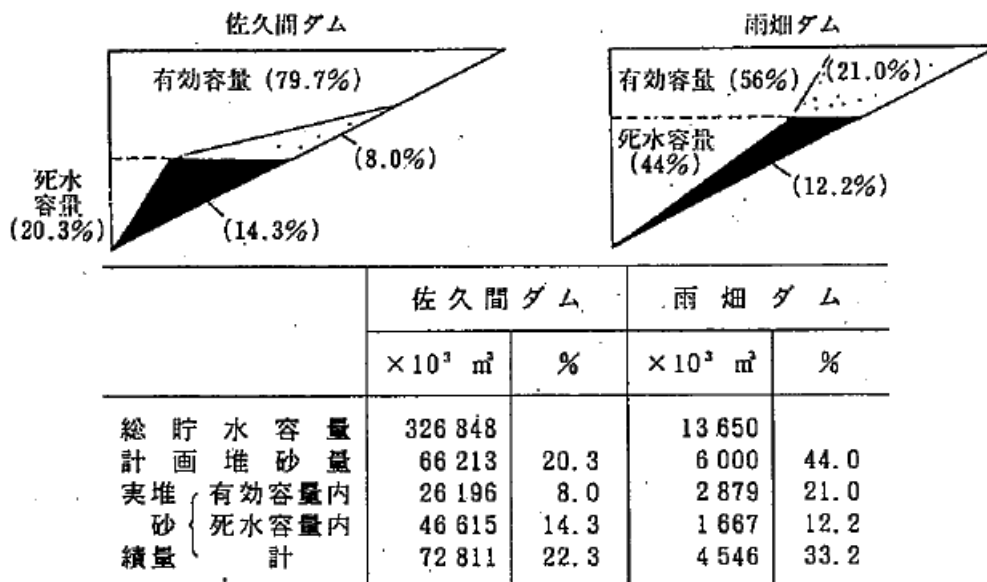 佐久間ダム
雨畑ダム
有効容量 (79.7%)
(8.0%)
死水
容量
(20.3%)
(14.3%)
有効容量 (56%)
(21.0%)
死水容量
(44%)
(12.2%)
佐久間ダム 雨畑ダム
×10³ m³ % ×10³ m³ %
総貯水容量 326 848 13 650
計画堆砂量 66 213 20.3 6 000 44.0
実堆 有効容量内 26 196 8.0 2 879 21.0
砂 死水容量内 46 615 14.3 1 667 12.2
績量 計 72 811 22.3 4 546 33.2